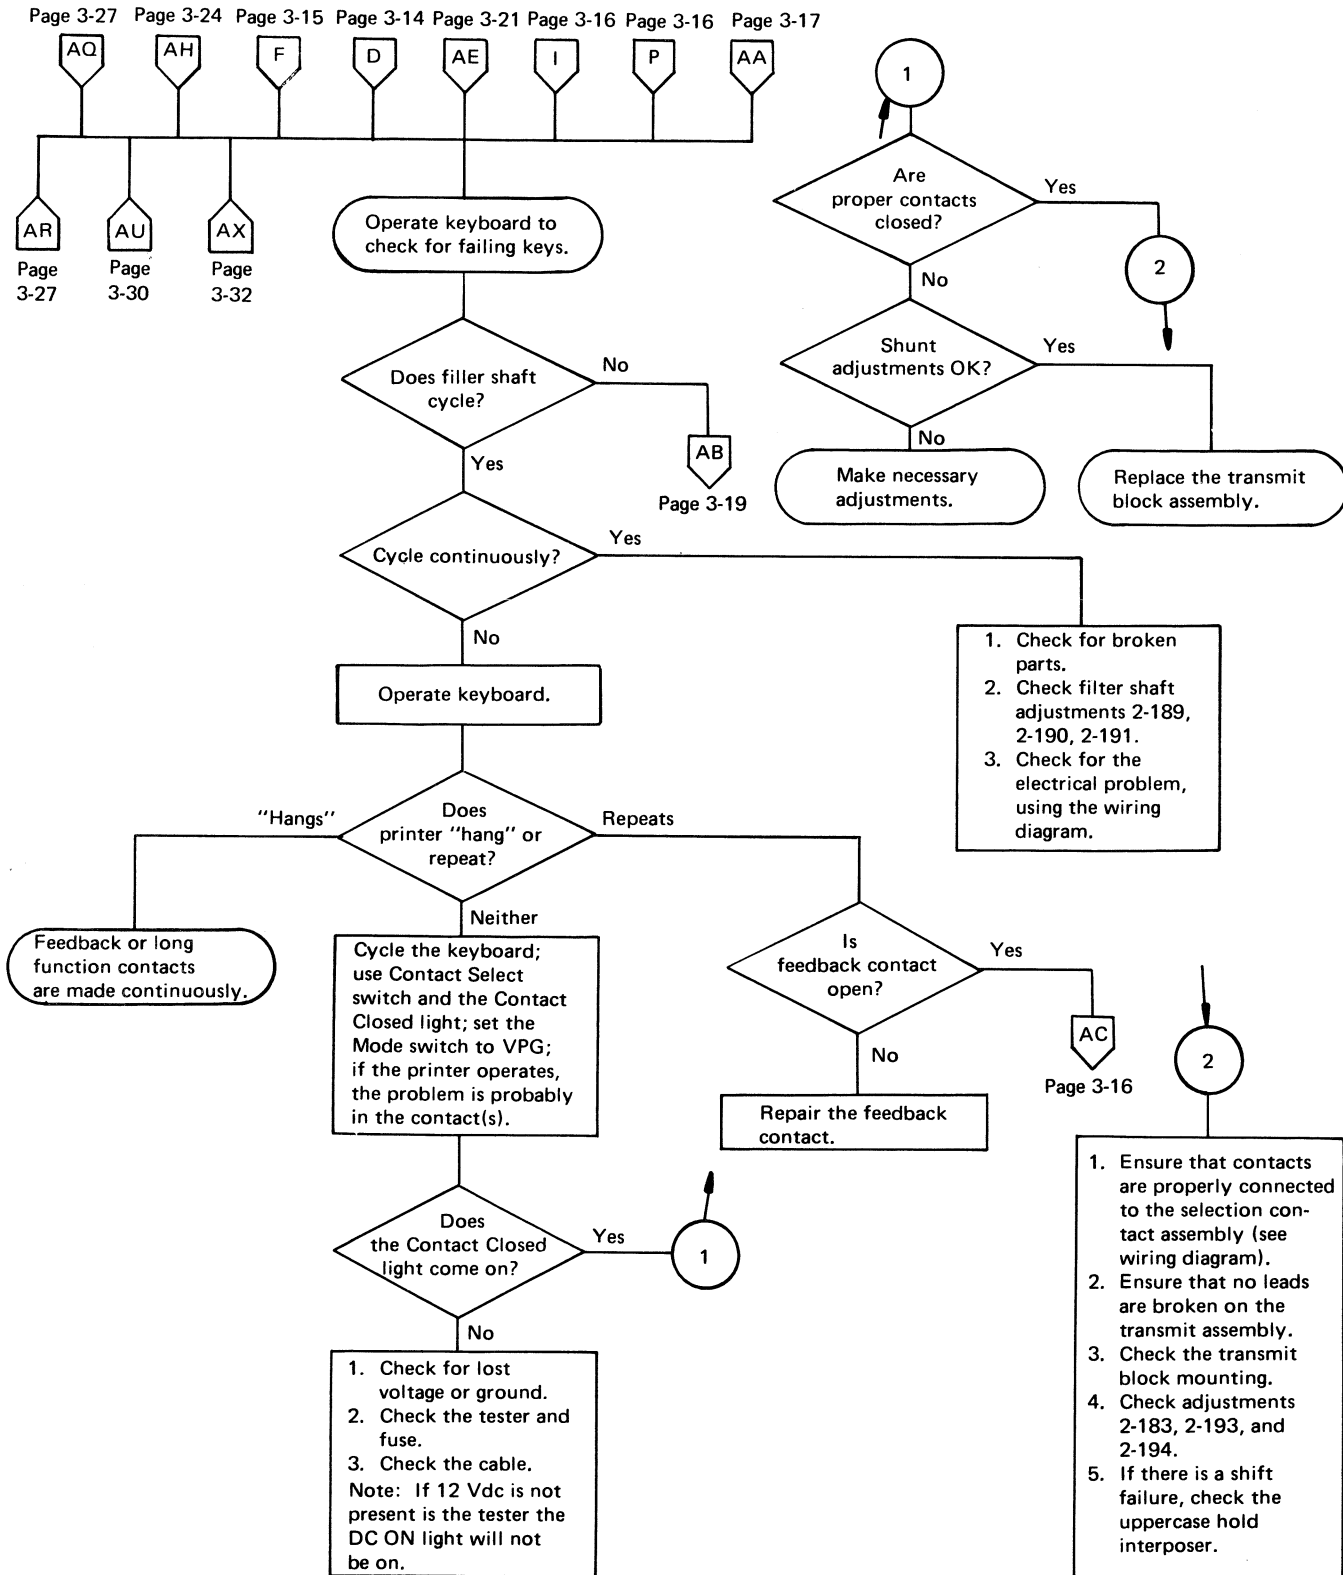 Page 3-27 Page 3-24 Page 3-15 Page 3-14 Page 3-21 Page 3-16 Page 3-16 Page 3-17
AQ AH F D AE I P AA
AR AU AX
Page
3-27
Page
3-30
Page
3-32
Operate keyboard to
check for failing keys.
Does filler shaft
cycle?
No
AB
Page 3-19
Yes
Cycle continuously?
Yes
1. Check for broken
parts.
2. Check filter shaft
adjustments 2-189,
2-190, 2-191.
3. Check for the
electrical problem,
using the wiring
diagram.
No
Operate keyboard.
Does
printer "hang" or
repeat?
"Hangs"
Feedback or long
function contacts
are made continuously.
Repeats
Is
feedback contact
open?
Yes
AC
Page 3-16
No
Repair the feedback
contact.
Neither
Cycle the keyboard;
use Contact Select
switch and the Contact
Closed light; set the
Mode switch to VPG;
if the printer operates,
the problem is probably
in the contact(s).
Does
the Contact Closed
light come on?
Yes
1
No
1. Check for lost
voltage or ground.
2. Check the tester and
fuse.
3. Check the cable.
Note: If 12 Vdc is not
present is the tester the
DC ON light will not
be on.
1
Are
proper contacts
closed?
Yes
2
No
Shunt
adjustments OK?
Yes
Replace the transmit
block assembly.
No
Make necessary
adjustments.
2
1. Ensure that contacts
are properly connected
to the selection con-
tact assembly (see
wiring diagram).
2. Ensure that no leads
are broken on the
transmit assembly.
3. Check the transmit
block mounting.
4. Check adjustments
2-183, 2-193, and
2-194.
5. If there is a shift
failure, check the
uppercase hold
interposer.